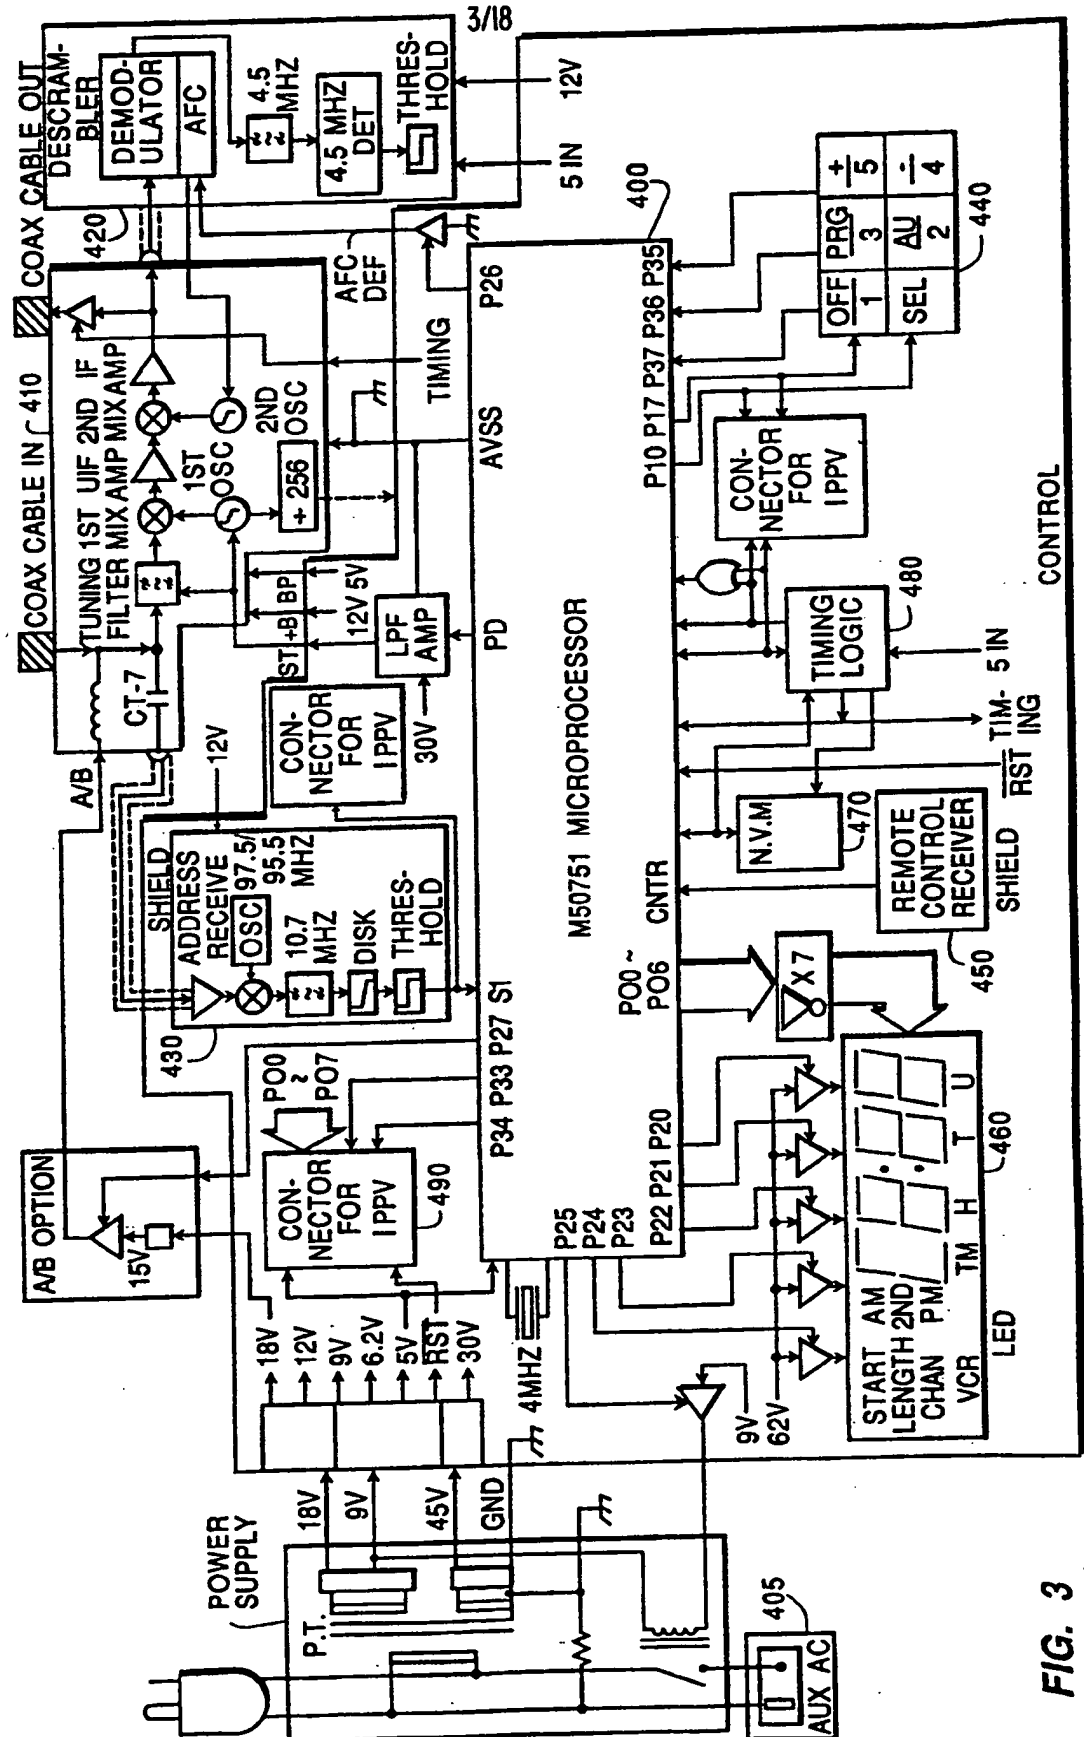 3/18
COAX CABLE OUT
DESCRAM-
BLER
DEMOD-
ULATOR
AFC
4.5
MHZ
4.5 MHZ
DET
THRES-
HOLD
12V
5 IN
420
COAX CABLE IN
410
TUNING 1ST UIF 2ND IF
FILTER MIX AMP MIX AMP
1ST
OSC
2ND
OSC
÷ 256
CT-7
A/B
ST
+B
BP
12V
5V
AFC
DEF
TIMING
LPF
AMP
30V
CON-
NECTOR
FOR
IPPV
12V
SHIELD
ADDRESS
RECEIVE
OSC
97.5/
95.5
MHZ
10.7
MHZ
DISK
THRES-
HOLD
430
A/B OPTION
15V
PO0
~
PO7
CON-
NECTOR
FOR
IPPV
490
18V
12V
9V
6.2V
5V
RST
30V
4MHZ
POWER
SUPPLY
P.T.
18V
9V
45V
GND
AUX AC
405
M50751 MICROPROCESSOR
400
P34
P33
P27
S1
PD
AVSS
P26
P25
P24
P23
P22
P21
P20
PO0~
PO6
CNTR
P10
P17
P37
P36
P35
OFF
1
PRG
3
+
5
SEL
AU
2
-
4
440
CON-
NECTOR
FOR
IPPV
TIMING
LOGIC
480
5 IN
TIM-
ING
RST
N.V.M
470
REMOTE
CONTROL
RECEIVER
450
SHIELD
X 7
9V
62V
START AM
LENGTH 2ND
CHAN PM
VCR
TM
H
T
U
460
LED
CONTROL
FIG. 3